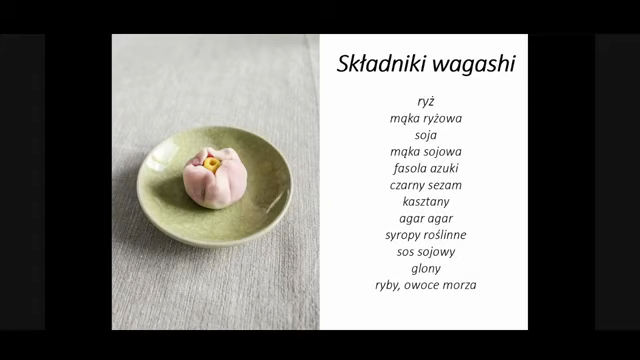 Składniki wagashi
ryż
mąka ryżowa
soja
mąka sojowa
fasola azuki
czarny sezam
kasztany
agar agar
syropy roślinne
sos sojowy
glony
ryby, owoce morza